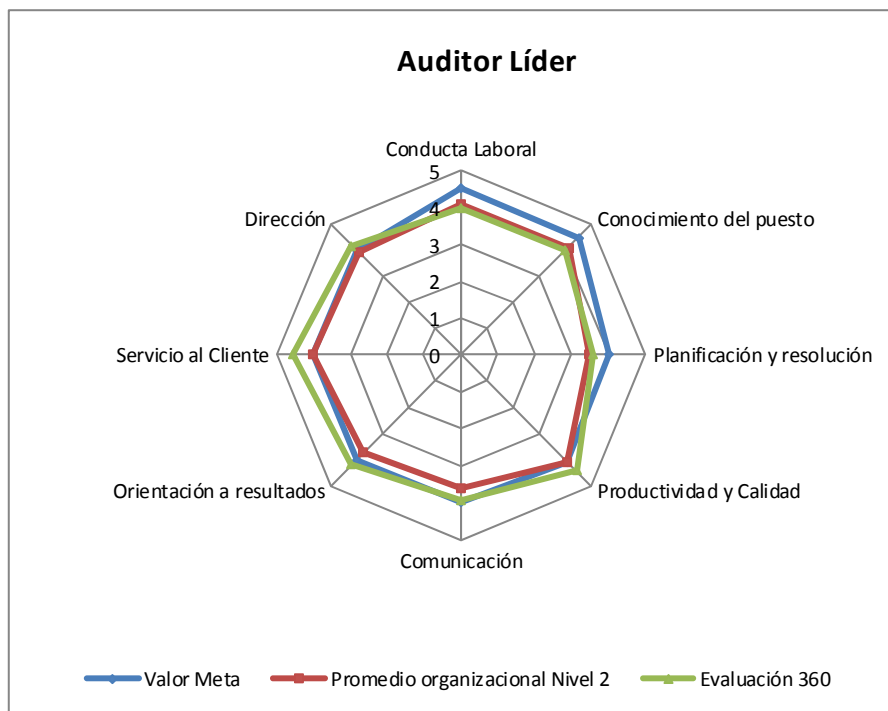 Auditor Líder
Conducta Laboral
5
Dirección
4
Conocimiento del puesto
3
2
1
Servicio al Cliente
0
Planificación y resolución
Orientación a resultados
Productividad y Calidad
Comunicación
Valor Meta
Promedio organizacional Nivel 2
Evaluación 360